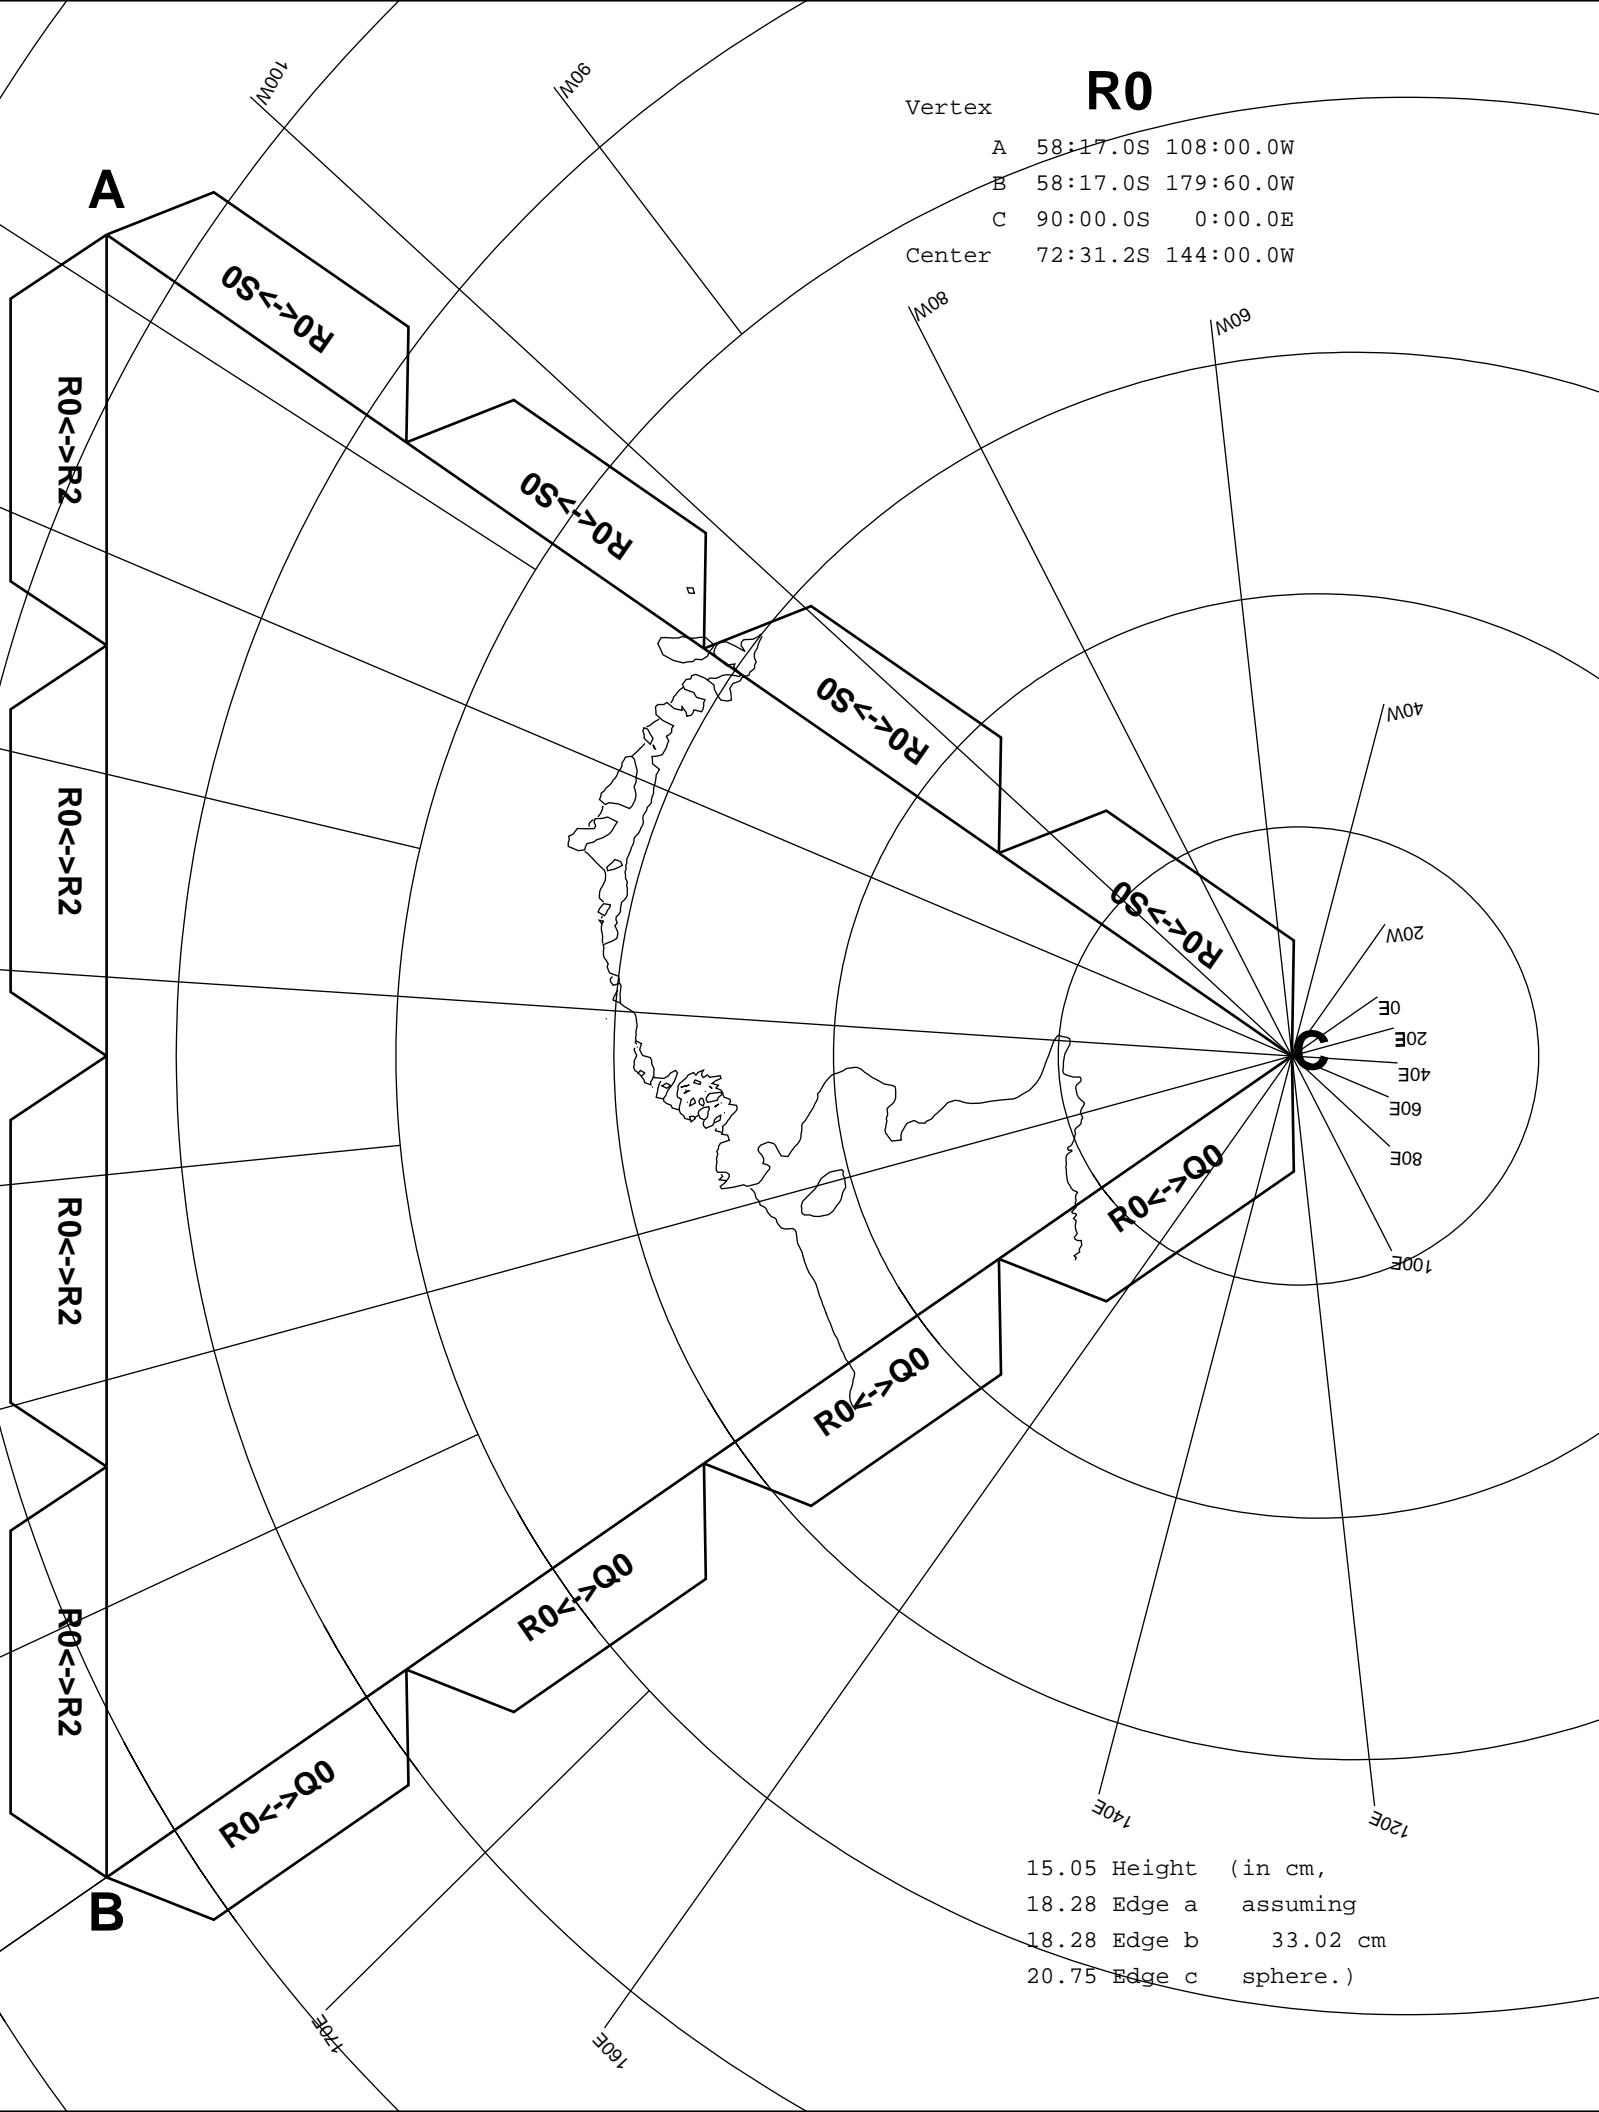 R0
Vertex
A 58:17.0S 108:00.0W
B 58:17.0S 179:60.0W
C 90:00.0S 0:00.0E
Center 72:31.2S 144:00.0W
100W
90W
80W
60W
40W
20W
0E
20E
40E
60E
80E
100E
120E
140E
160E
170E
A
B
C
R0<->S0
R0<->S0
R0<->S0
R0<->S0
R0<->R2
R0<->R2
R0<->R2
R0<->R2
R0<->Q0
R0<->Q0
R0<->Q0
R0<->Q0
15.05 Height (in cm,
18.28 Edge a assuming
18.28 Edge b 33.02 cm
20.75 Edge c sphere.)